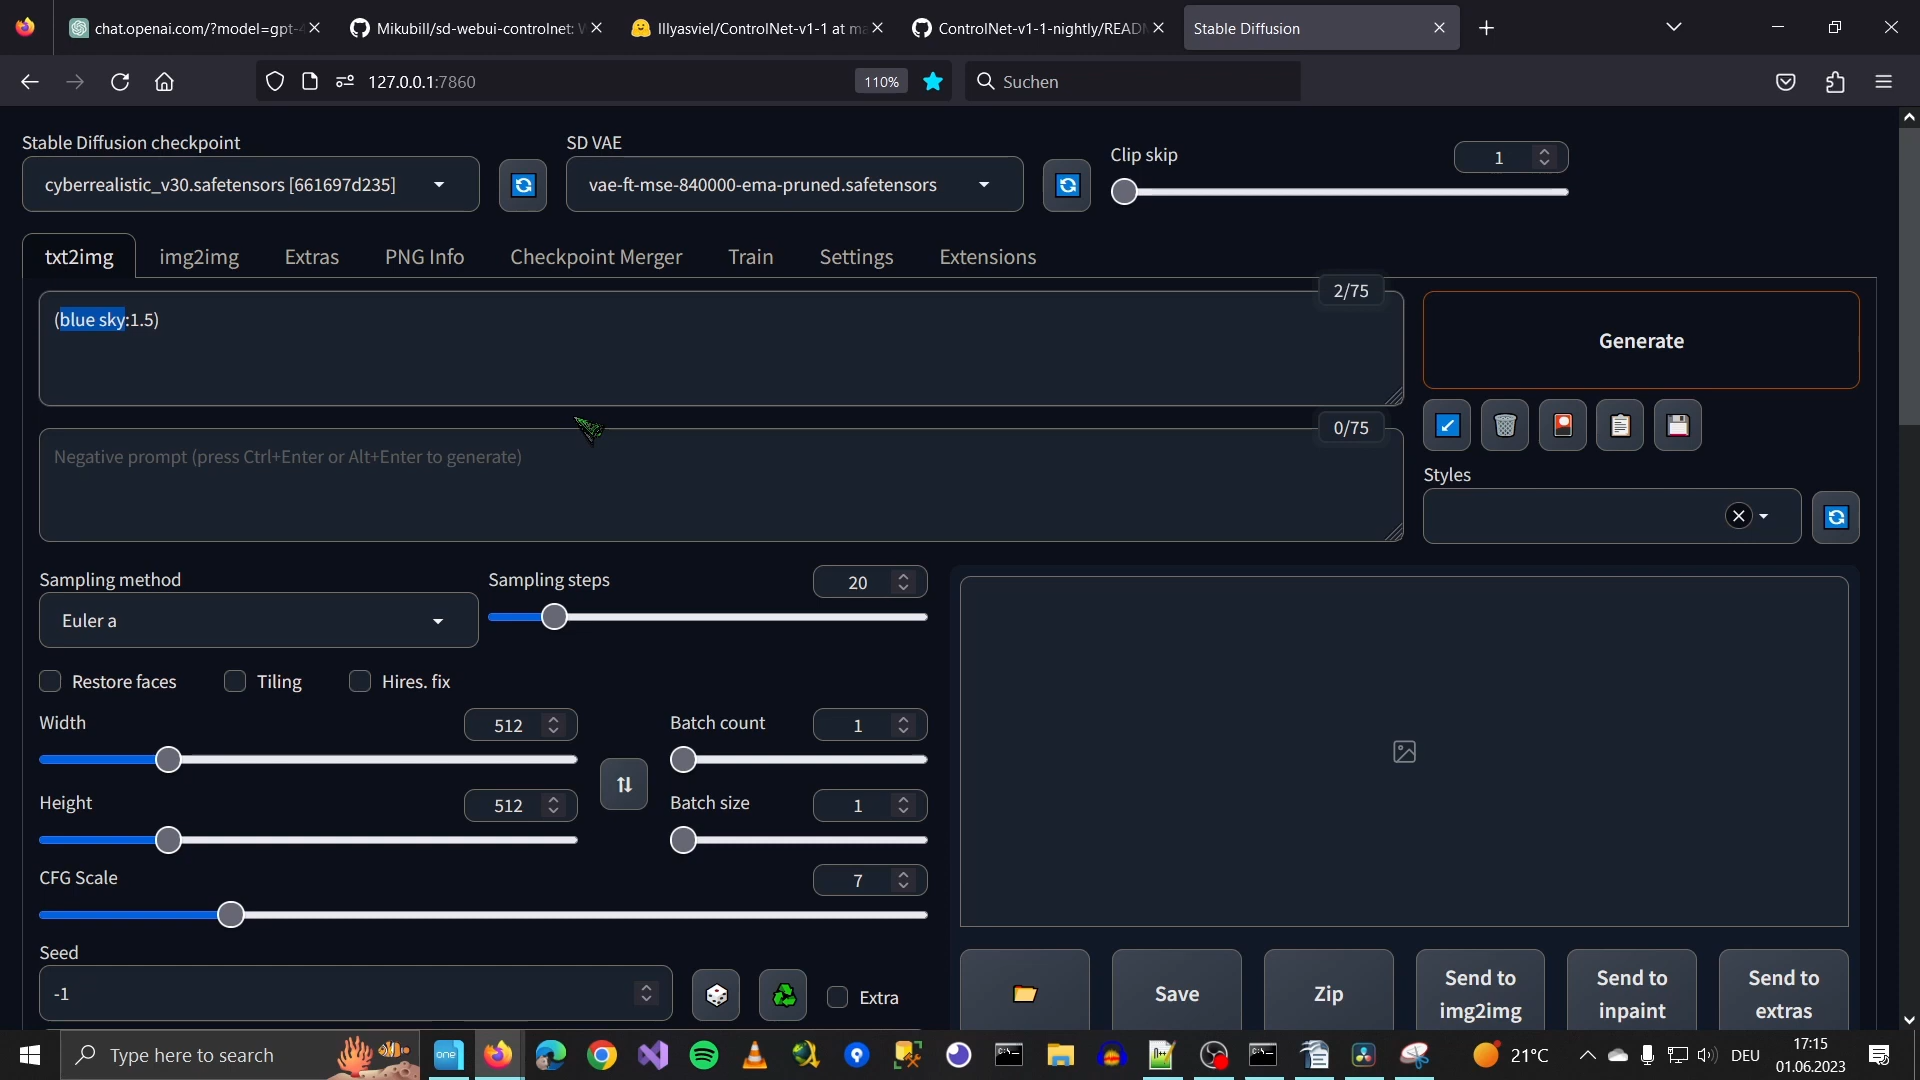 chat.openai.com/?model=gpt-4
Mikubill/sd-webui-controlnet: W
lllyasviel/ControlNet-v1-1 at ma
ControlNet-v1-1-nightly/READM
Stable Diffusion
127.0.0.1:7860
110%
Suchen
Stable Diffusion checkpoint
SD VAE
Clip skip
1
cyberrealistic_v30.safetensors [661697d235]
vae-ft-mse-840000-ema-pruned.safetensors
txt2img
img2img
Extras
PNG Info
Checkpoint Merger
Train
Settings
Extensions
2/75
(blue sky:1.5)
Generate
0/75
Negative prompt (press Ctrl+Enter or Alt+Enter to generate)
Styles
Sampling method
Sampling steps
20
Euler a
Restore faces
Tiling
Hires. fix
Width
512
Batch count
1
Height
512
Batch size
1
CFG Scale
7
Seed
-1
Extra
Save
Zip
Send to
img2img
Send to
inpaint
Send to
extras
Type here to search
one
21°C
DEU
17:15
01.06.2023